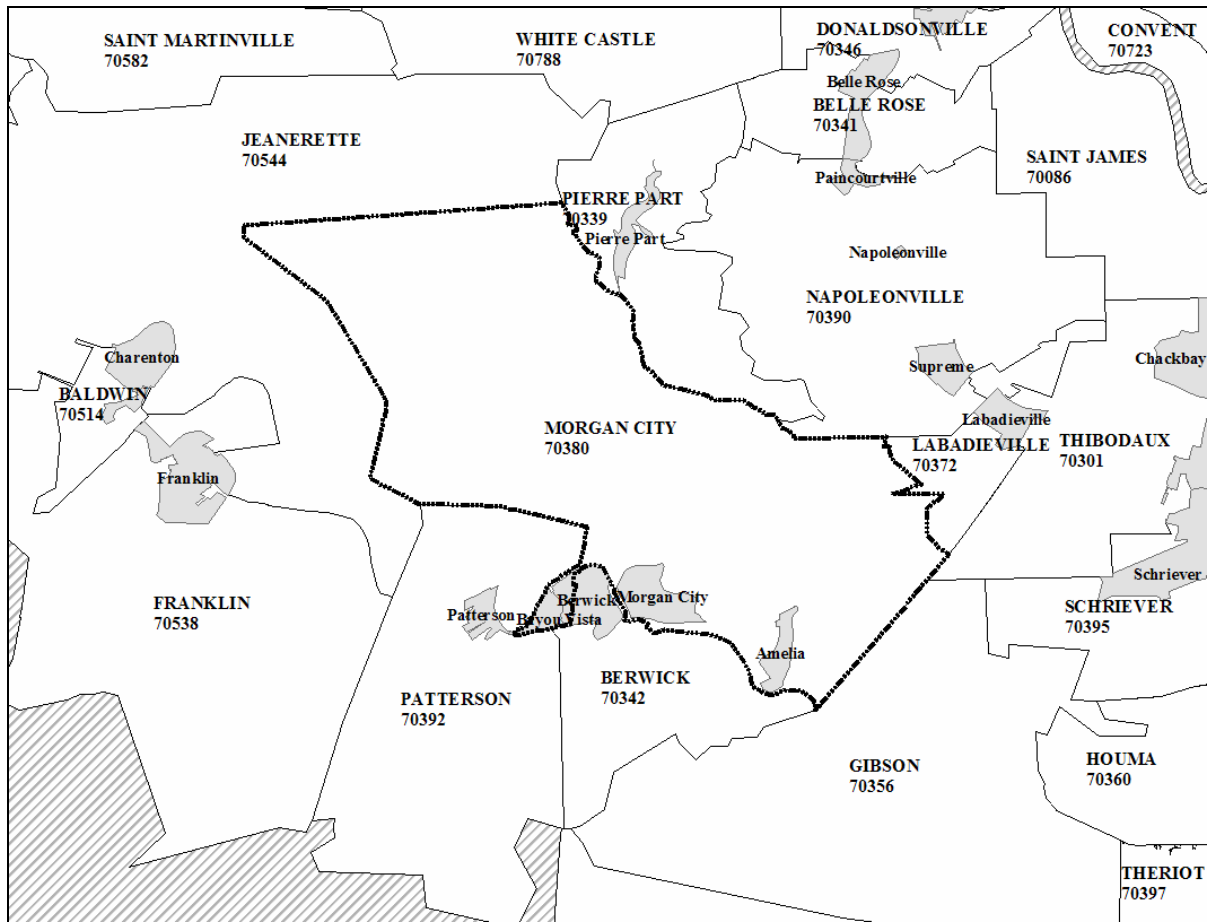 SAINT MARTINVILLE
70582
WHITE CASTLE
70788
DONALDSONVILLE
70346
CONVENT
70723
Belle Rose
BELLE ROSE
70341
JEANERETTE
70544
SAINT JAMES
70086
Paincourtville
PIERRE PART
70339
Pierre Part
Napoleonville
NAPOLEONVILLE
70390
Charenton
Supreme
Chackbay
BALDWIN
70514
Labadieville
MORGAN CITY
70380
LABADIEVILLE
70372
THIBODAUX
70301
Franklin
Schriever
FRANKLIN
70538
Patterson
Bayou Vista
Berwick
Morgan City
SCHRIEVER
70395
Amelia
PATTERSON
70392
BERWICK
70342
GIBSON
70356
HOUMA
70360
THERIOT
70397